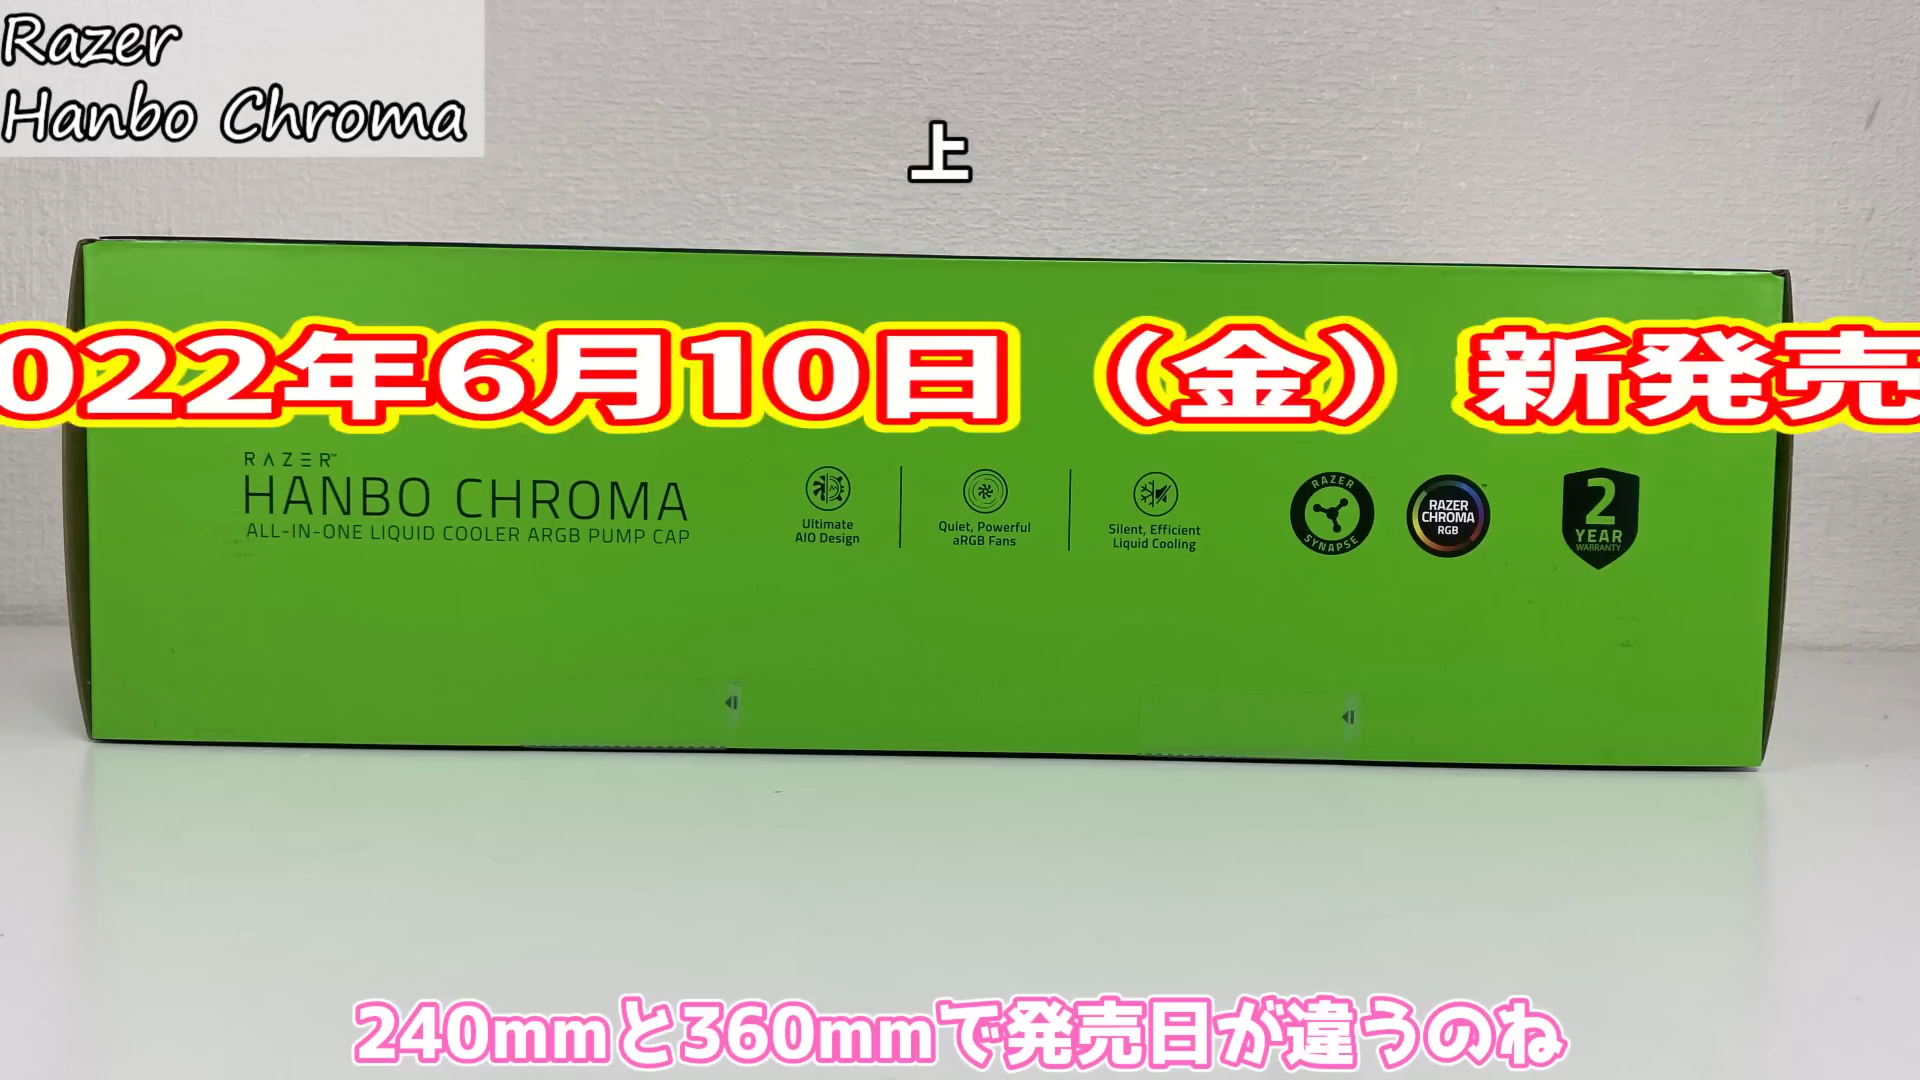 Razer
Hanbo Chroma
上
022年6月10日（金）新発売
RAZER™
HANBO CHROMA
ALL-IN-ONE LIQUID COOLER ARGB PUMP CAP
Ultimate
AIO Design
Quiet, Powerful
aRGB Fans
Silent, Efficient
Liquid Cooling
RAZER
SYNAPSE
RAZER
CHROMA™
RGB
2
YEAR
WARRANTY
240mmと360mmで発売日が違うのね